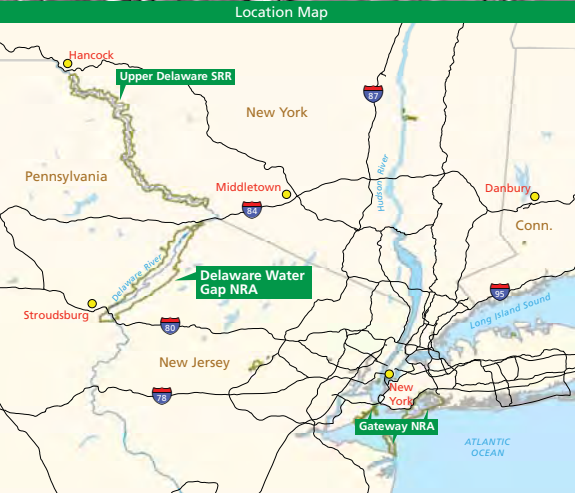 Location Map
Hancock
Upper Delaware SRR
87
New York
Pennsylvania
Middletown
84
Hudson River
Danbury
Conn.
Delaware River
Delaware Water
Gap NRA
95
Long Island Sound
Stroudsburg
80
New Jersey
78
New
York
Gateway NRA
ATLANTIC
OCEAN